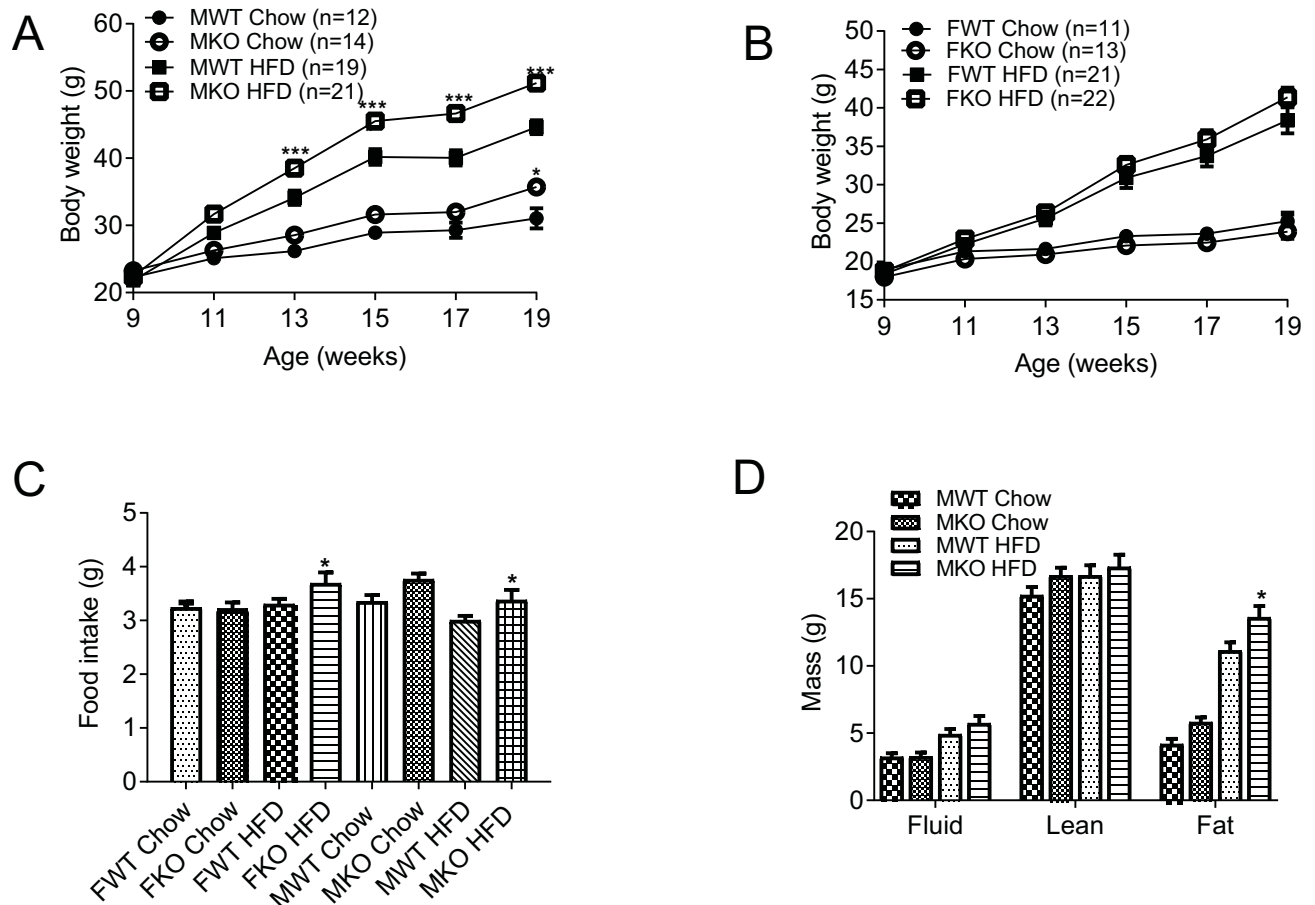 A
MWT Chow (n=12)
MKO Chow (n=14)
MWT HFD (n=19)
MKO HFD (n=21)
Body weight (g)
60
50
40
30
20
***
***
***
***
*
9 11 13 15 17 19
Age (weeks)
B
FWT Chow (n=11)
FKO Chow (n=13)
FWT HFD (n=21)
FKO HFD (n=22)
Body weight (g)
50
45
40
35
30
25
20
15
9 11 13 15 17 19
Age (weeks)
C
Food intake (g)
5
4
3
2
1
0
*
*
FWT Chow
FKO Chow
FWT HFD
FKO HFD
MWT Chow
MKO Chow
MWT HFD
MKO HFD
D
MWT Chow
MKO Chow
MWT HFD
MKO HFD
Mass (g)
20
15
10
5
0
*
Fluid Lean Fat